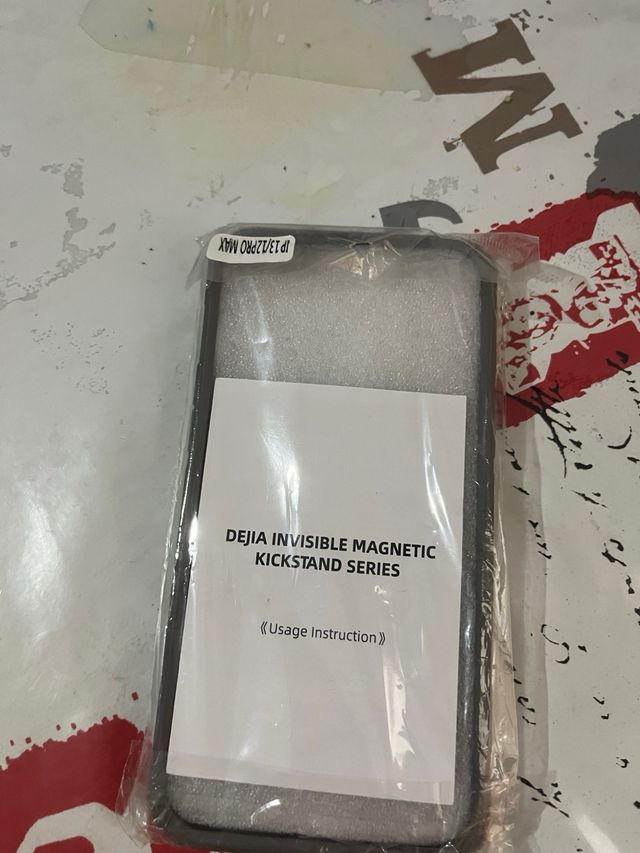 IP13/12PRO MAX
DEJIA INVISIBLE MAGNETIC
KICKSTAND SERIES
《Usage Instruction》
M